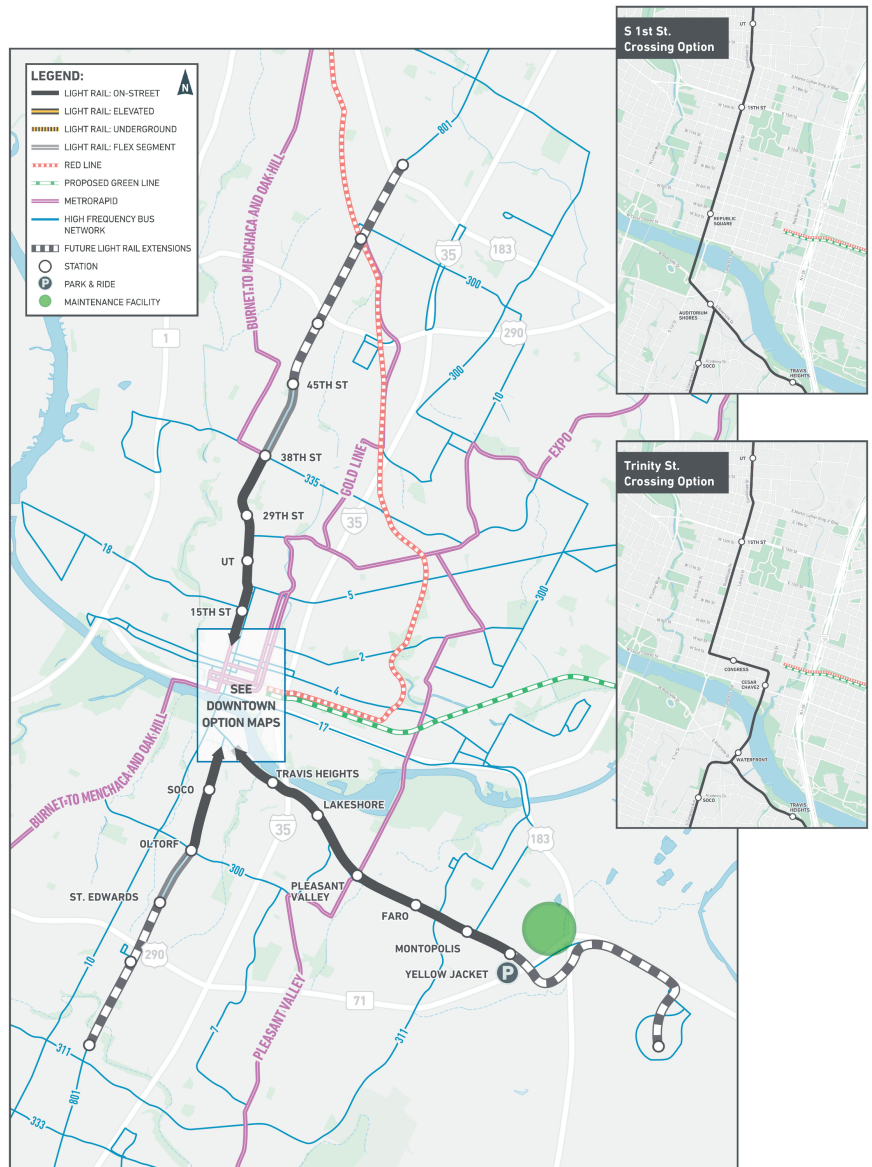 LEGEND:
N
LIGHT RAIL: ON-STREET
LIGHT RAIL: ELEVATED
LIGHT RAIL: UNDERGROUND
LIGHT RAIL: FLEX SEGMENT
RED LINE
PROPOSED GREEN LINE
METRORAPID
HIGH FREQUENCY BUS
NETWORK
FUTURE LIGHT RAIL EXTENSIONS
STATION
P
PARK & RIDE
MAINTENANCE FACILITY
801
BURNET:TO MENCHACA AND OAK HILL
183
35
300
290
1
45TH ST
300
10
38TH ST
EXPO
GOLD LINE
335
29TH ST
35
18
UT
5
300
15TH ST
2
SEE
DOWNTOWN
OPTION MAPS
4
17
BURNET:TO MENCHACA AND OAK HILL
TRAVIS HEIGHTS
SOCO
LAKESHORE
35
183
OLTORF
300
ST. EDWARDS
PLEASANT
VALLEY
FARO
MONTOPOLIS
P
290
YELLOW JACKET
P
10
71
7
PLEASANT VALLEY
311
311
801
333
S 1st St.
Crossing Option
UT
15TH ST
REPUBLIC
SQUARE
AUDITORIUM
SHORES
SOCO
TRAVIS
HEIGHTS
Trinity St.
Crossing Option
UT
15TH ST
CONGRESS
CESAR
CHAVEZ
WATERFRONT
SOCO
TRAVIS
HEIGHTS